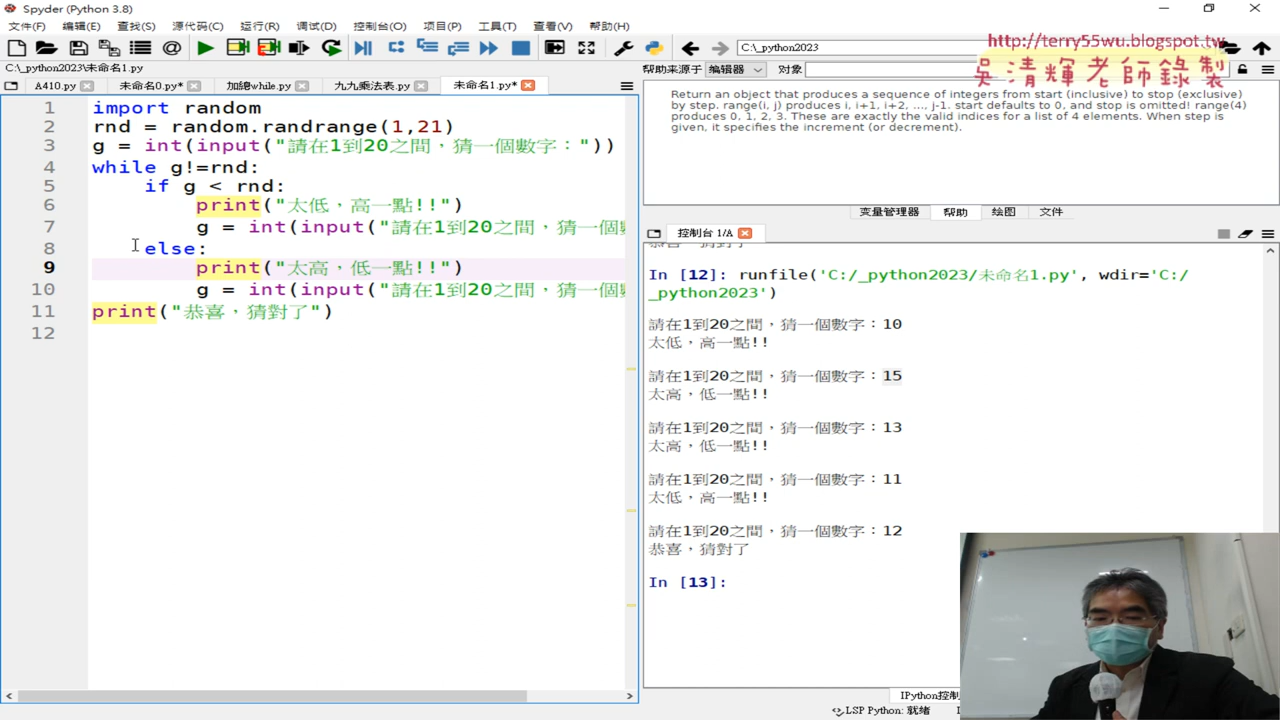 Spyder (Python 3.8)
文件(F) 编辑(E) 查找(S) 源代码(C) 运行(R) 调试(D) 控制台(O) 项目(P) 工具(T) 查看(V) 帮助(H)
C:\_python2023
http://terry55wu.blogspot.tw
吳清輝老師錄製
C:\_python2023\未命名1.py
A410.py 未命名0.py* 加總while.py 九九乘法表.py 未命名1.py*
帮助来源于 编辑器 对象
1 import random
2 rnd = random.randrange(1,21)
3 g = int(input("請在1到20之間，猜一個數字："))
4 while g!=rnd:
5 if g < rnd:
6 print("太低，高一點!!")
7 g = int(input("請在1到20之間，猜一個
8 else:
9 print("太高，低一點!!")
10 g = int(input("請在1到20之間，猜一個
11 print("恭喜，猜對了")
12
Return an object that produces a sequence of integers from start (inclusive) to stop (exclusive)
by step. range(i, j) produces i, i+1, i+2, ..., j-1. start defaults to 0, and stop is omitted! range(4)
produces 0, 1, 2, 3. These are exactly the valid indices for a list of 4 elements. When step is
given, it specifies the increment (or decrement).
变量管理器 帮助 绘图 文件
控制台 1/A
In [12]: runfile('C:/_python2023/未命名1.py', wdir='C:/
_python2023')
請在1到20之間，猜一個數字：10
太低，高一點!!
請在1到20之間，猜一個數字：15
太高，低一點!!
請在1到20之間，猜一個數字：13
太高，低一點!!
請在1到20之間，猜一個數字：11
太低，高一點!!
請在1到20之間，猜一個數字：12
恭喜，猜對了
In [13]:
IPython控制
LSP Python: 就绪